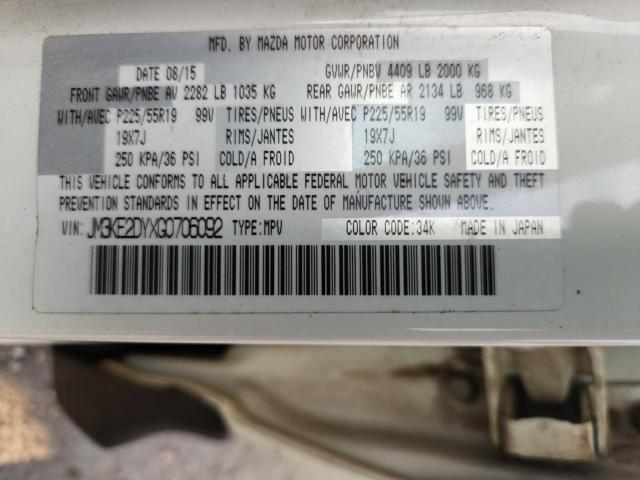 MFD. BY MAZDA MOTOR CORPORATION
DATE 08/15 GVWR/PNBV 4409 LB 2000 KG
FRONT GAWR/PNBE AV 2282 LB 1035 KG REAR GAWR/PNBE AR 2134 LB 968 KG
WITH/AVEC P225/55R19 99V TIRES/PNEUS WITH/AVEC P225/55R19 99V TIRES/PNEUS
19X7J RIMS/JANTES 19X7J RIMS/JANTES
250 KPA/36 PSI COLD/A FROID 250 KPA/36 PSI COLD/A FROID
THIS VEHICLE CONFORMS TO ALL APPLICABLE FEDERAL MOTOR VEHICLE SAFETY AND THEFT
PREVENTION STANDARDS IN EFFECT ON THE DATE OF MANUFACTURE SHOWN ABOVE.
VIN: JM3KE2DYXG0706092 TYPE:MPV COLOR CODE:34K MADE IN JAPAN